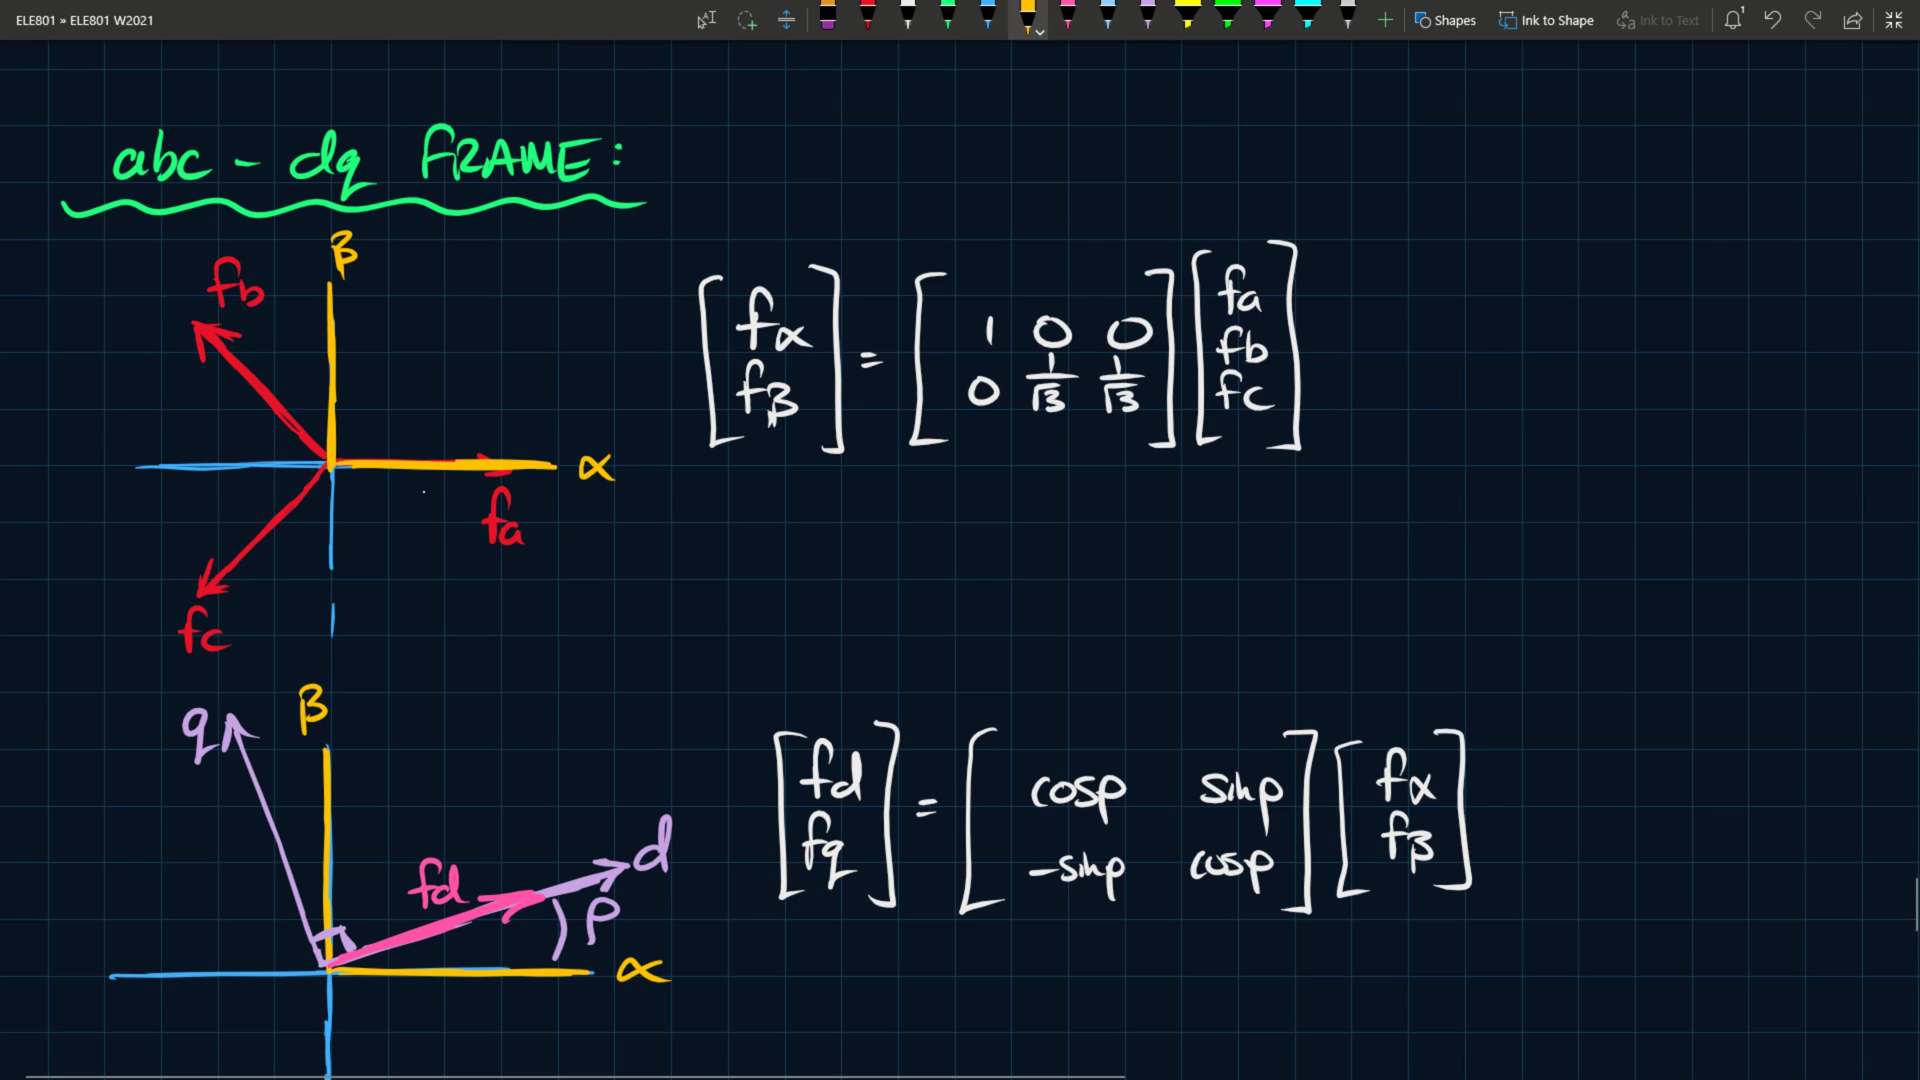 ELE801 » ELE801 W2021
Shapes
Ink to Shape
Ink to Text
1
abc - dq FRAME:
β
fb
α
fa
fc
[fα fβ] = [1 0 0
0 1/√3 1/√3] [fa fb fc]
q
β
d
fd
ρ
α
[fd fq] = [cosρ sinρ
-sinρ cosρ] [fα fβ]